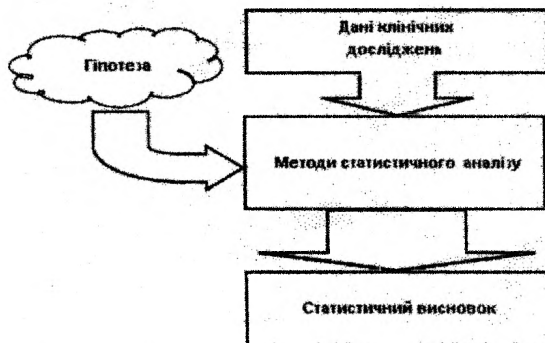 Дані клінічних
досліджень
Гіпотеза
Методи статистичного аналізу
Статистичний висновок